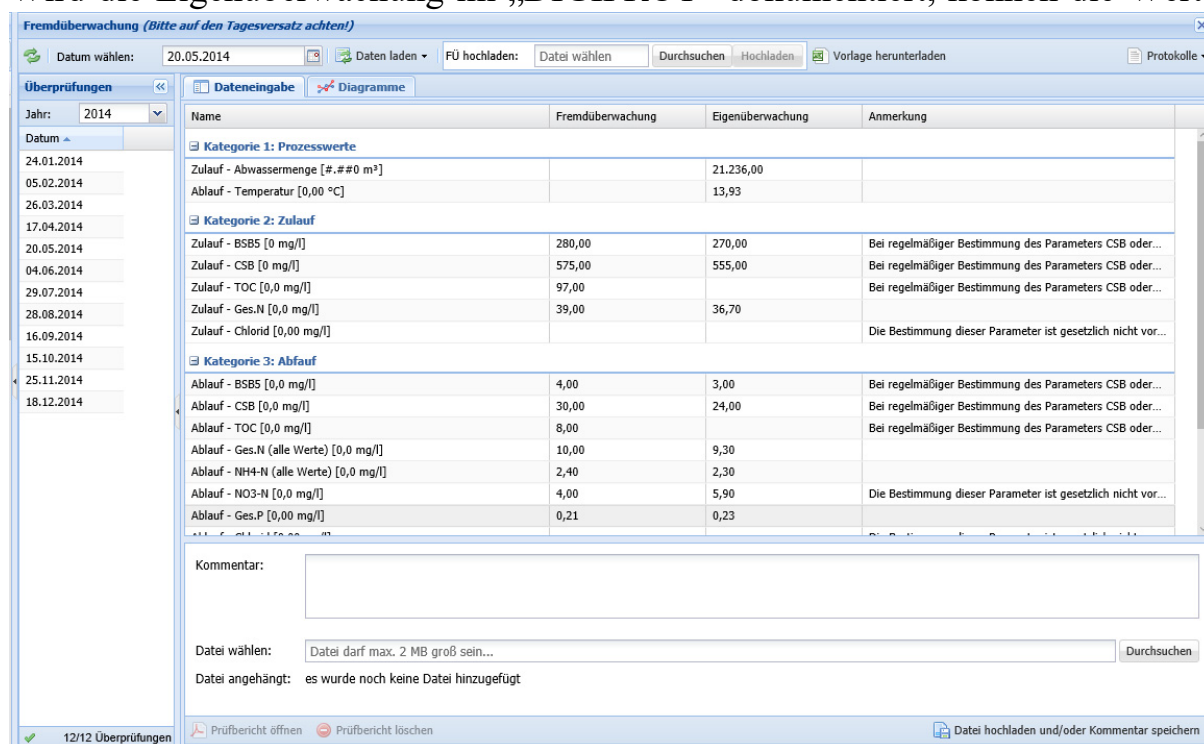 Fremdüberwachung (Bitte auf den Tagesversatz achten!)
Datum wählen: 20.05.2014 Daten laden FÜ hochladen: Datei wählen Durchsuchen Hochladen Vorlage herunterladen Protokolle
Überprüfungen
Jahr: 2014
Datum
24.01.2014
05.02.2014
26.03.2014
17.04.2014
20.05.2014
04.06.2014
29.07.2014
28.08.2014
16.09.2014
15.10.2014
25.11.2014
18.12.2014
12/12 Überprüfungen
Dateneingabe Diagramme
Name Fremdüberwachung Eigenüberwachung Anmerkung
Kategorie 1: Prozesswerte
Zulauf - Abwassermenge [#.##0 m³] 21.236,00
Ablauf - Temperatur [0,00 °C] 13,93
Kategorie 2: Zulauf
Zulauf - BSB5 [0 mg/l] 280,00 270,00 Bei regelmäßiger Bestimmung des Parameters CSB oder...
Zulauf - CSB [0 mg/l] 575,00 555,00 Bei regelmäßiger Bestimmung des Parameters CSB oder...
Zulauf - TOC [0,0 mg/l] 97,00 Bei regelmäßiger Bestimmung des Parameters CSB oder...
Zulauf - Ges.N [0,0 mg/l] 39,00 36,70
Zulauf - Chlorid [0,00 mg/l] Die Bestimmung dieser Parameter ist gesetzlich nicht vor...
Kategorie 3: Abfauf
Ablauf - BSB5 [0,0 mg/l] 4,00 3,00 Bei regelmäßiger Bestimmung des Parameters CSB oder...
Ablauf - CSB [0,0 mg/l] 30,00 24,00 Bei regelmäßiger Bestimmung des Parameters CSB oder...
Ablauf - TOC [0,0 mg/l] 8,00 Bei regelmäßiger Bestimmung des Parameters CSB oder...
Ablauf - Ges.N (alle Werte) [0,0 mg/l] 10,00 9,30
Ablauf - NH4-N (alle Werte) [0,0 mg/l] 2,40 2,30
Ablauf - NO3-N [0,0 mg/l] 4,00 5,90 Die Bestimmung dieser Parameter ist gesetzlich nicht vor...
Ablauf - Ges.P [0,00 mg/l] 0,21 0,23
Kommentar:
Datei wählen: Datei darf max. 2 MB groß sein... Durchsuchen
Datei angehängt: es wurde noch keine Datei hinzugefügt
Prüfbericht öffnen Prüfbericht löschen Datei hochladen und/oder Kommentar speichern